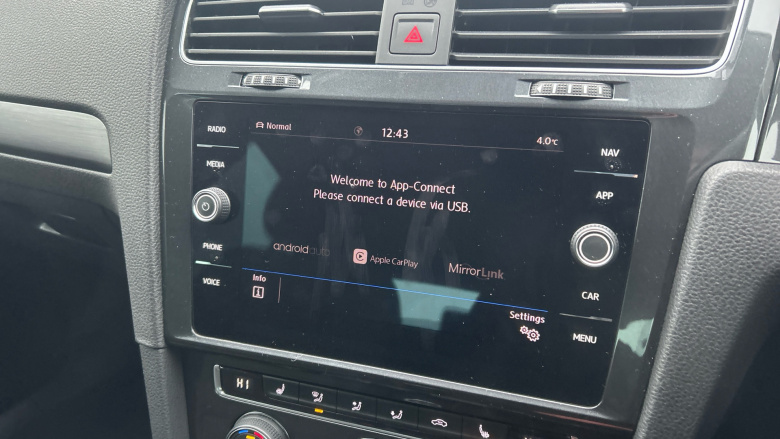 RADIO
MEDIA
PHONE
VOICE
Normal
12:43
4.0°C
Welcome to App-Connect
Please connect a device via USB.
androidauto
Apple CarPlay
MirrorLink
Info
Settings
NAV
APP
CAR
MENU
HI